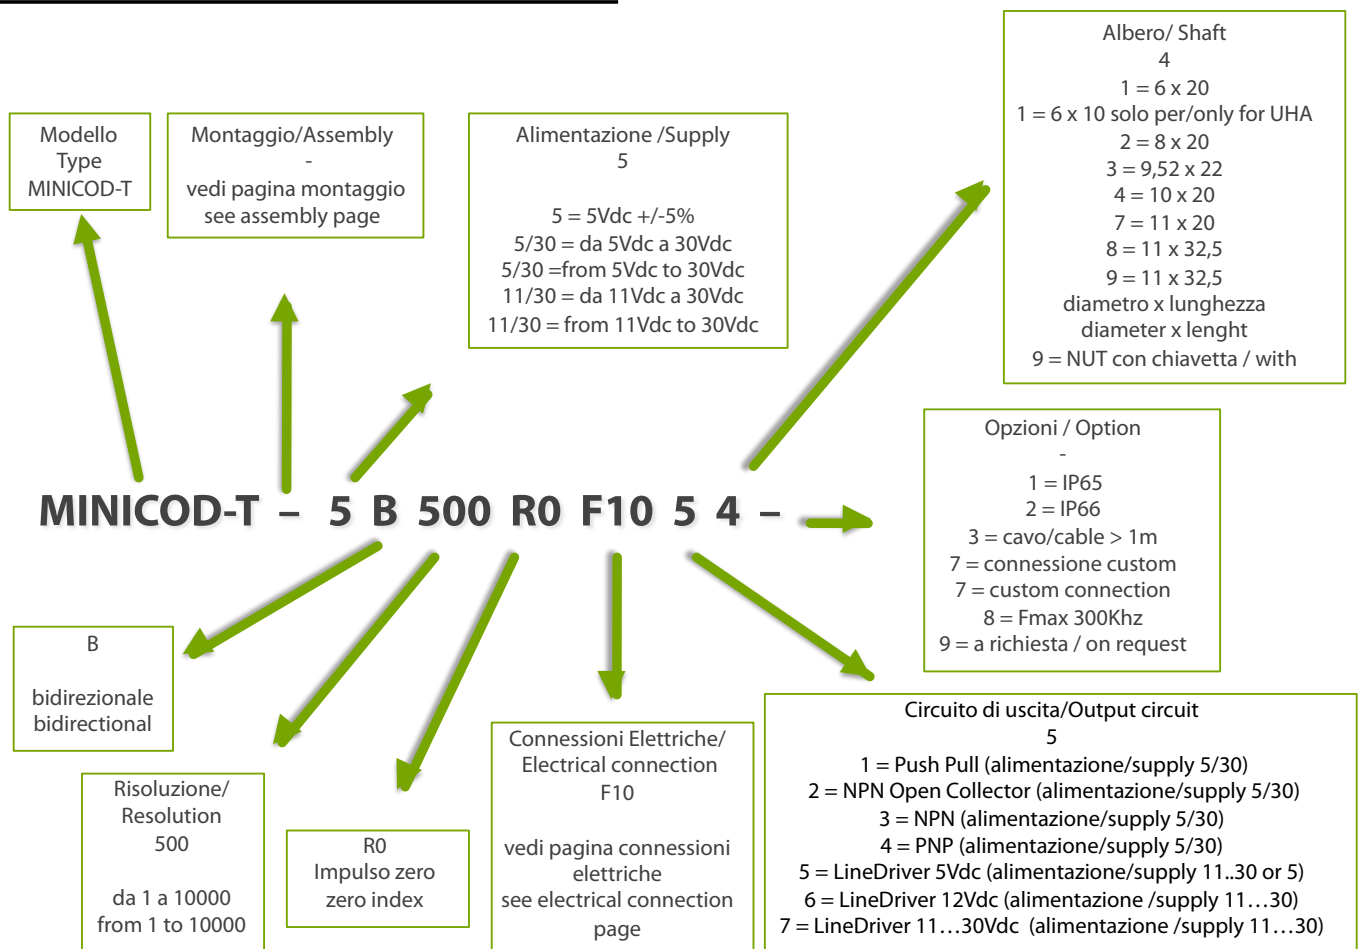 Albero/ Shaft
4
1 = 6 x 20
1 = 6 x 10 solo per/only for UHA
2 = 8 x 20
3 = 9,52 x 22
4 = 10 x 20
7 = 11 x 20
8 = 11 x 32,5
9 = 11 x 32,5
diametro x lunghezza
diameter x lenght
9 = NUT con chiavetta / with
Modello
Type
MINICOD-T
Montaggio/Assembly
-
vedi pagina montaggio
see assembly page
Alimentazione /Supply
5
5 = 5Vdc +/-5%
5/30 = da 5Vdc a 30Vdc
5/30 =from 5Vdc to 30Vdc
11/30 = da 11Vdc a 30Vdc
11/30 = from 11Vdc to 30Vdc
Opzioni / Option
-
1 = IP65
2 = IP66
3 = cavo/cable > 1m
7 = connessione custom
7 = custom connection
8 = Fmax 300Khz
9 = a richiesta / on request
MINICOD-T – 5 B 500 R0 F10 5 4 –
B
bidirezionale
bidirectional
Risoluzione/
Resolution
500
da 1 a 10000
from 1 to 10000
R0
Impulso zero
zero index
Connessioni Elettriche/
Electrical connection
F10
vedi pagina connessioni
elettriche
see electrical connection
page
Circuito di uscita/Output circuit
5
1 = Push Pull (alimentazione/supply 5/30)
2 = NPN Open Collector (alimentazione/supply 5/30)
3 = NPN (alimentazione/supply 5/30)
4 = PNP (alimentazione/supply 5/30)
5 = LineDriver 5Vdc (alimentazione/supply 11..30 or 5)
6 = LineDriver 12Vdc (alimentazione/supply 11…30)
7 = LineDriver 11…30Vdc (alimentazione /supply 11…30)